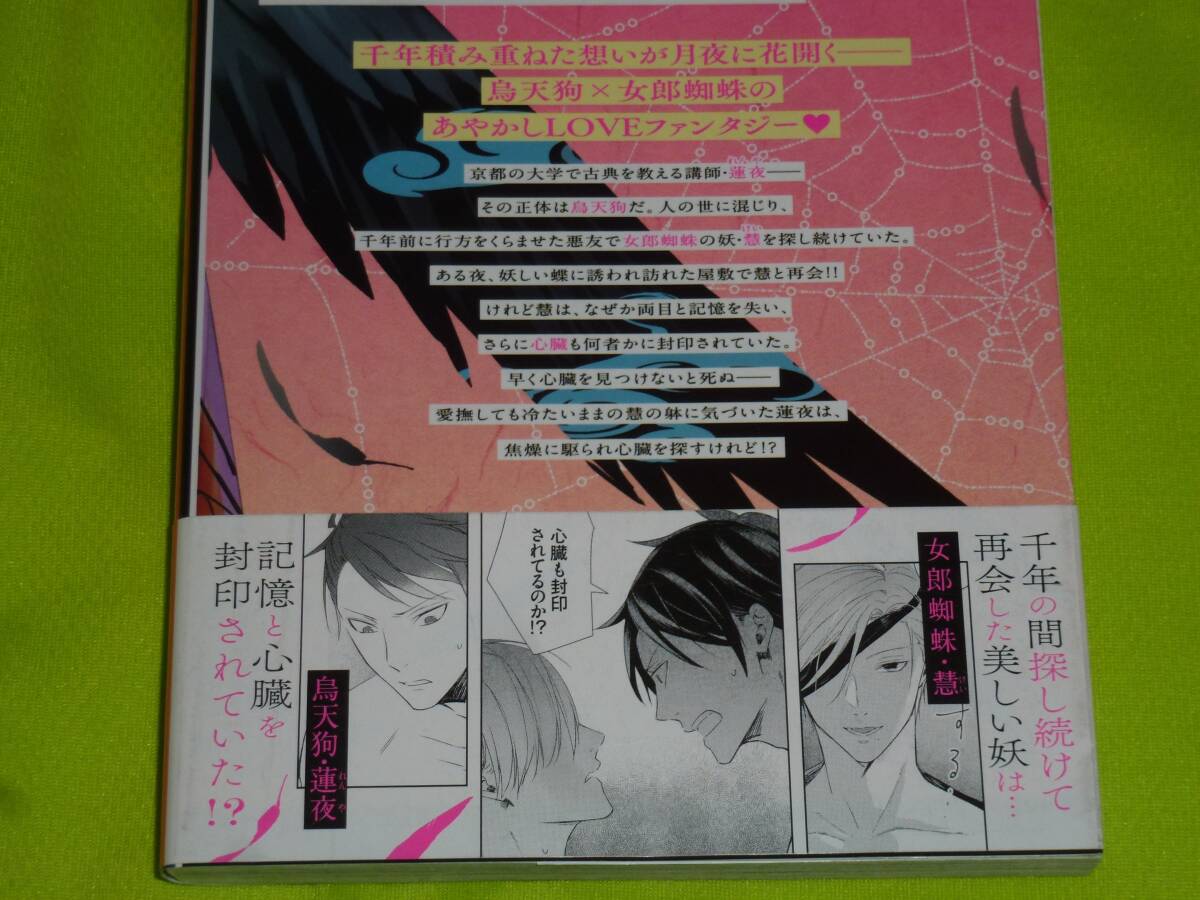 千年積み重ねた想いが月夜に花開く――
烏天狗×女郎蜘蛛の
あやかしLOVEファンタジー♥
京都の大学で古典を教える講師・蓮夜――
その正体は烏天狗だ。人の世に混じり、
千年前に行方をくらませた悪友で女郎蜘蛛の妖・慧を探し続けていた。
ある夜、妖しい蝶に誘われ訪れた屋敷で慧と再会!!
けれど慧は、なぜか両目と記憶を失い、
さらに心臓も何者かに封印されていた。
早く心臓を見つけないと死ぬ――
愛撫しても冷たいままの慧の躰に気づいた蓮夜は、
焦燥に駆られ心臓を探すけれど!?
千年の間探し続けて
再会した美しい妖は…
女郎蜘蛛・慧
する…
心臓も封印
されてるのか!?
烏天狗・蓮夜
記憶と心臓を
封印されていた!?